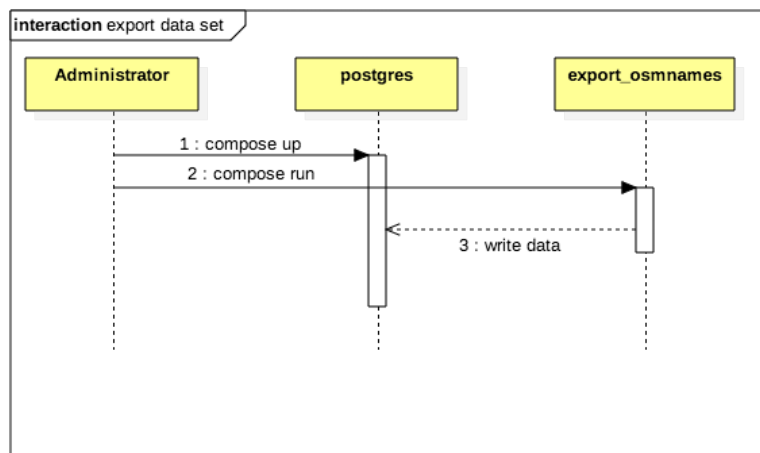 interaction export data set
Administrator
postgres
export_osmnames
1 : compose up
2 : compose run
3 : write data